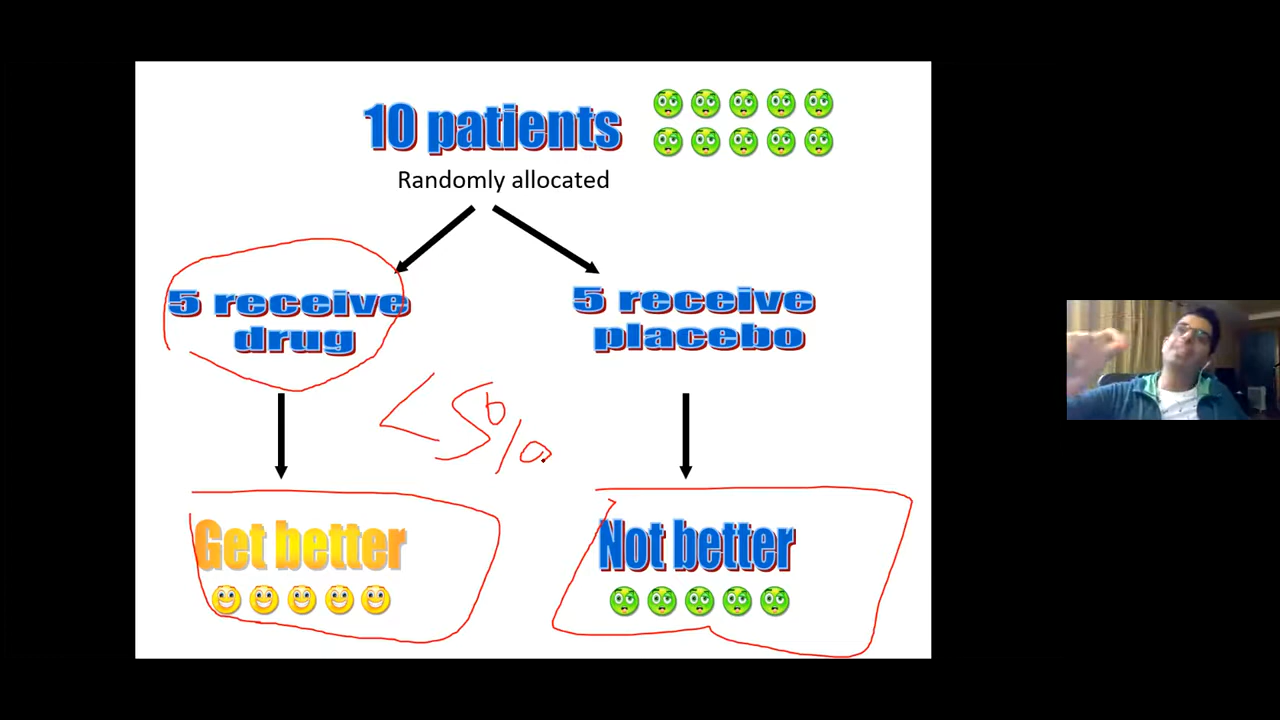 10 patients
Randomly allocated
5 receive
drug
5 receive
placebo
<5%
Get better
Not better